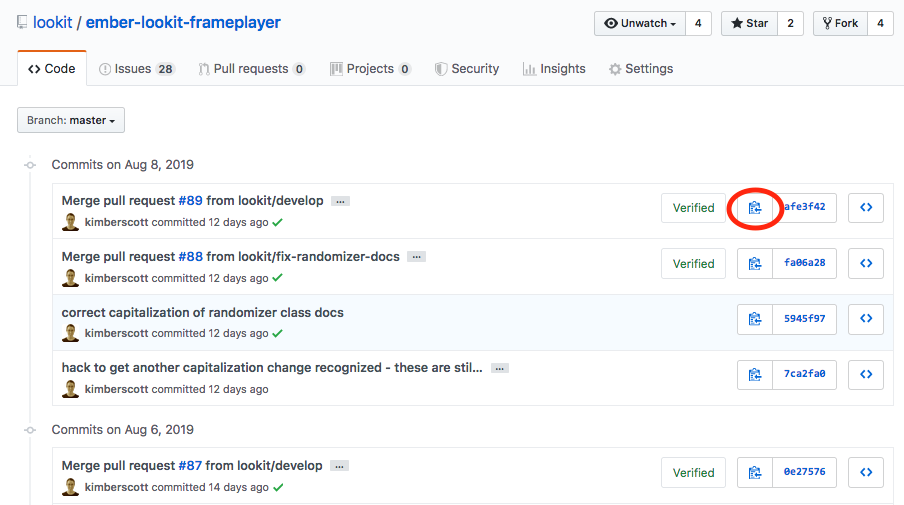 lookit / ember-lookit-frameplayer
Unwatch 4 Star 2 Fork 4
Code Issues 28 Pull requests 0 Projects 0 Security Insights Settings
Branch: master
Commits on Aug 8, 2019
Merge pull request #89 from lookit/develop ...
Verified afe3f42
kimberscott committed 12 days ago
Merge pull request #88 from lookit/fix-randomizer-docs ...
Verified fa06a28
kimberscott committed 12 days ago
correct capitalization of randomizer class docs
5945f97
kimberscott committed 12 days ago
hack to get another capitalization change recognized - these are stil... ...
7ca2fa0
kimberscott committed 12 days ago
Commits on Aug 6, 2019
Merge pull request #87 from lookit/develop ...
Verified 0e27576
kimberscott committed 14 days ago